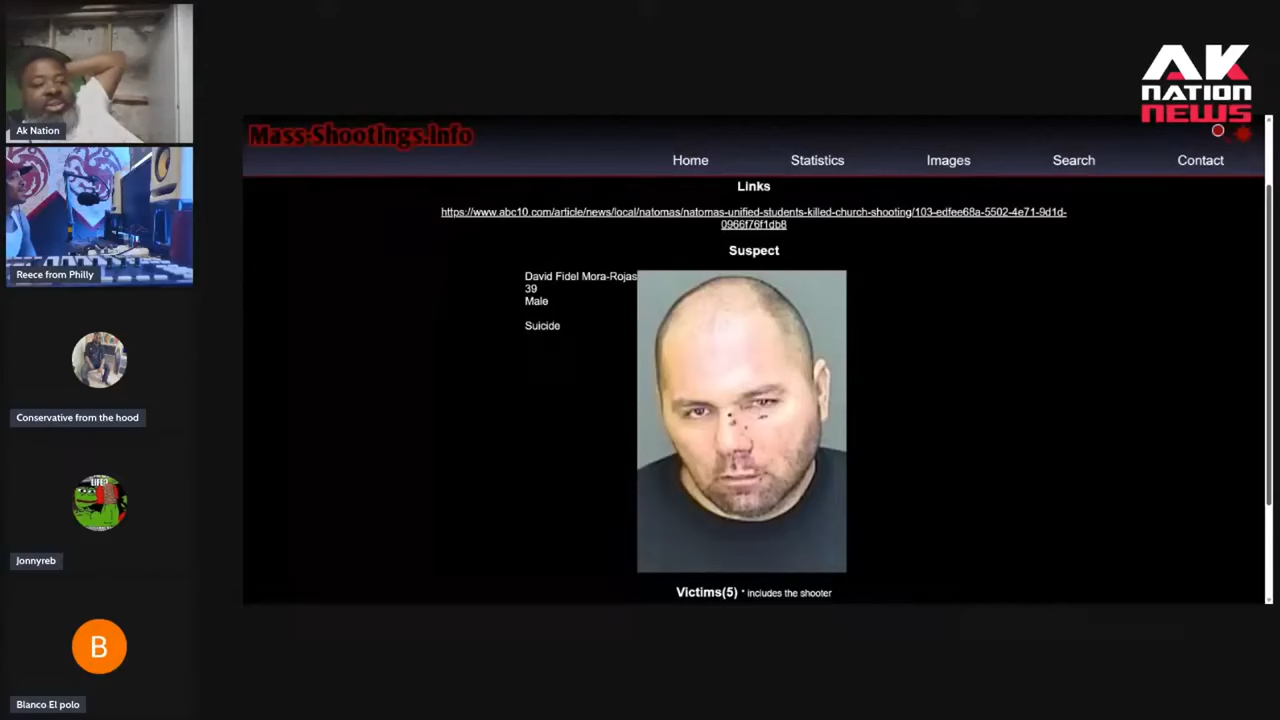 Ak Nation
Reece from Philly
Conservative from the hood
LIFE?
Jonnyreb
B
Blanco El polo
AK
NATION
NEWS
Mass-Shootings.Info
Home
Statistics
Images
Search
Contact
Links
https://www.abc10.com/article/news/local/natomas/natomas-unified-students-killed-church-shooting/103-edfee68a-5502-4e71-9d1d-
0966f76f1db8
Suspect
David Fidel Mora-Rojas
39
Male
Suicide
Victims(5) * includes the shooter